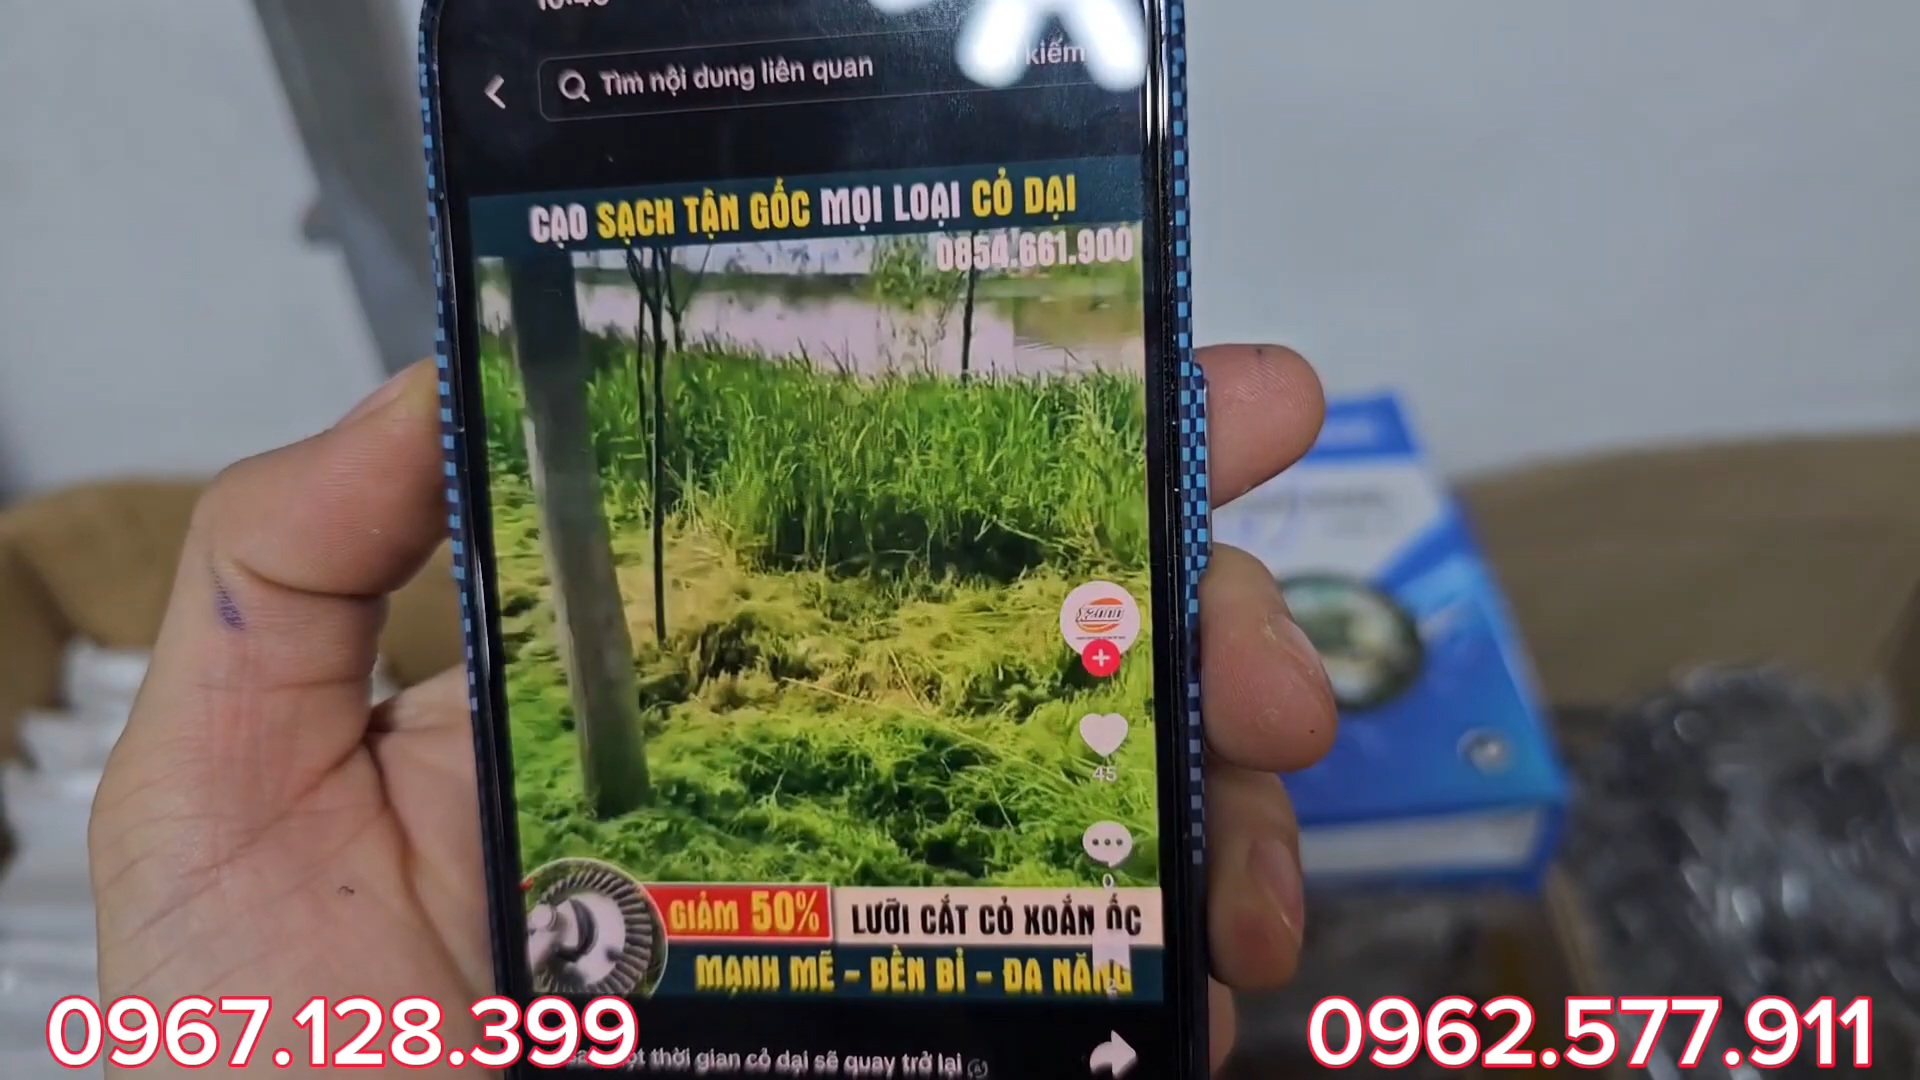 Tìm nội dung liên quan
kiếm
CẠO SẠCH TẬN GỐC MỌI LOẠI CỎ DẠI
0854.661.900
45
0
GIẢM 50%
LƯỠI CẮT CỎ XOẮN ỐC
MẠNH MẼ - BỀN BỈ - ĐA NĂNG
thời gian cỏ dại sẽ quay trở lại
0967.128.399
0962.577.911